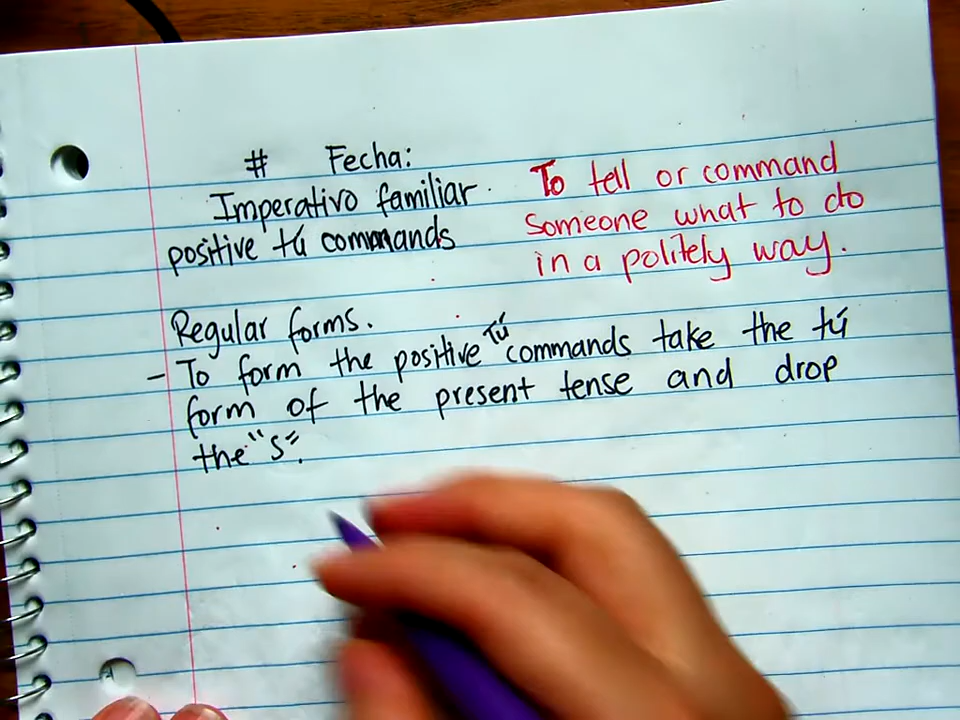 # Fecha:
Imperativo familiar
positive tú commands
To tell or command
someone what to do
in a politely way.
Regular forms.
- To form the positive Tú commands take the tú
form of the present tense and drop
the "s".